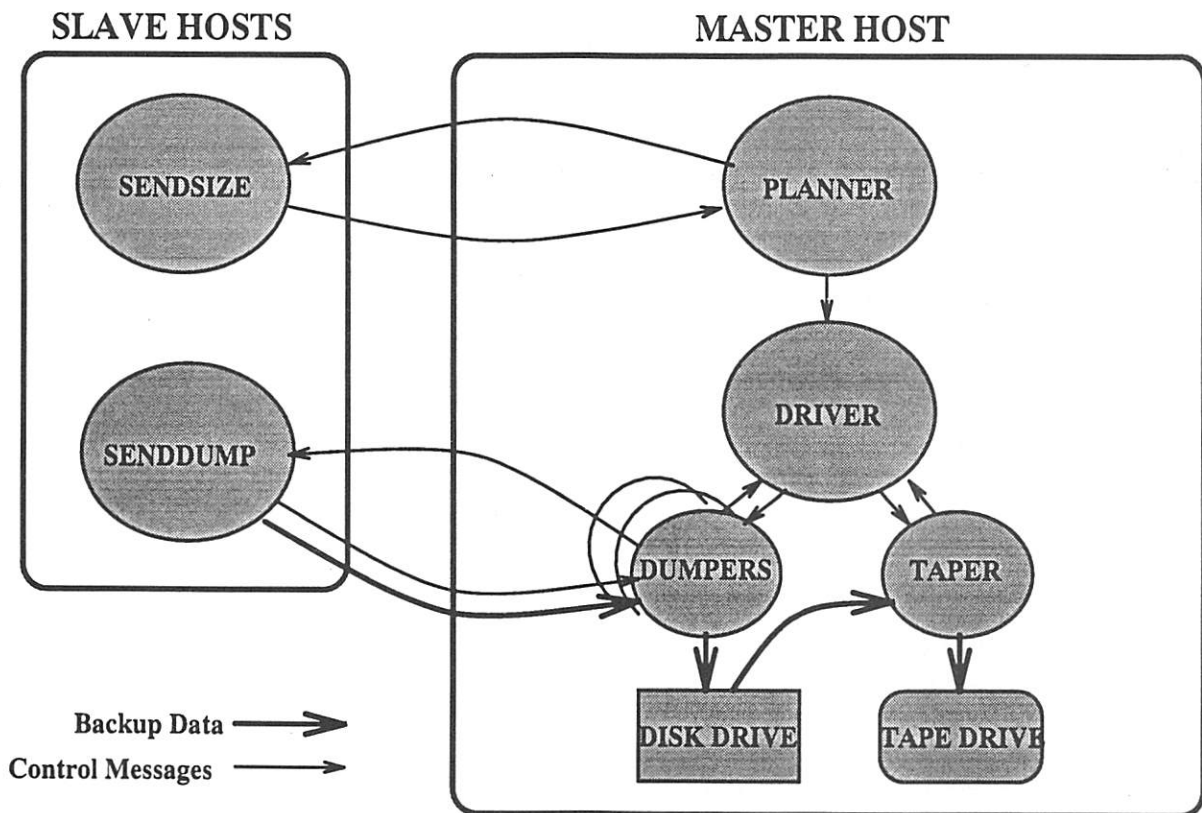 SLAVE HOSTS
MASTER HOST
SENDSIZE
PLANNER
DRIVER
SENDDUMP
DUMPERS
TAPER
DISK DRIVE
TAPE DRIVE
Backup Data
Control Messages